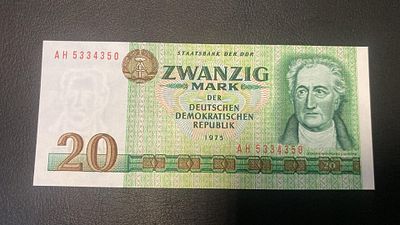 STAATSBANK DER DDR
AH 5334350
ZWANZIG
MARK
DER
DEUTSCHEN
DEMOKRATISCHEN
REPUBLIK
1975
AH 5334350
20